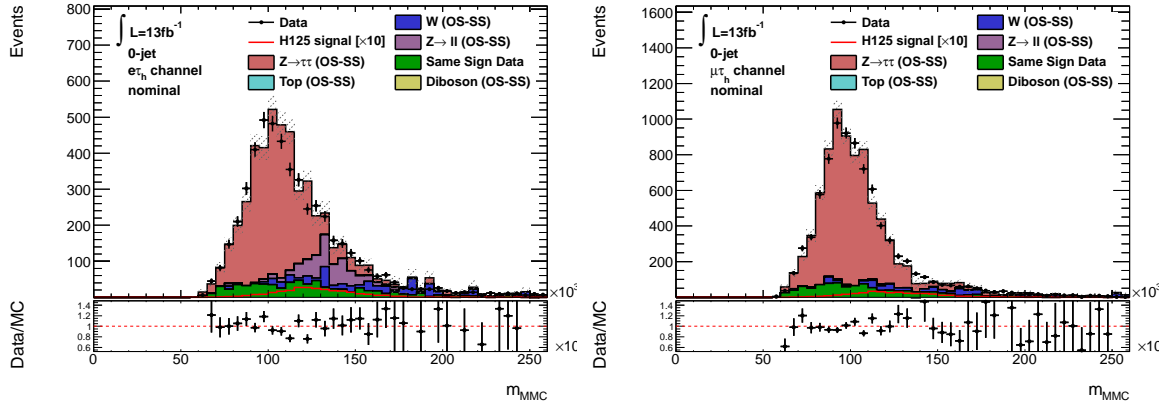 Events
800
700
600
500
400
300
200
100
∫ L=13fb⁻¹
0-jet
eτh channel
nominal
Data
H125 signal [×10]
Z→ττ (OS-SS)
Top (OS-SS)
W (OS-SS)
Z→ ll (OS-SS)
Same Sign Data
Diboson (OS-SS)
×10³
Data/MC
1.4
1.2
1
0.8
0.6
0 50 100 150 200 250
×10
mMMC
Events
1600
1400
1200
1000
800
600
400
200
0
∫ L=13fb⁻¹
0-jet
μτh channel
nominal
Data
H125 signal [×10]
Z→ττ (OS-SS)
Top (OS-SS)
W (OS-SS)
Z→ ll (OS-SS)
Same Sign Data
Diboson (OS-SS)
×10³
Data/MC
1.4
1.2
1
0.8
0.6
0 50 100 150 200 250
×10
mMMC